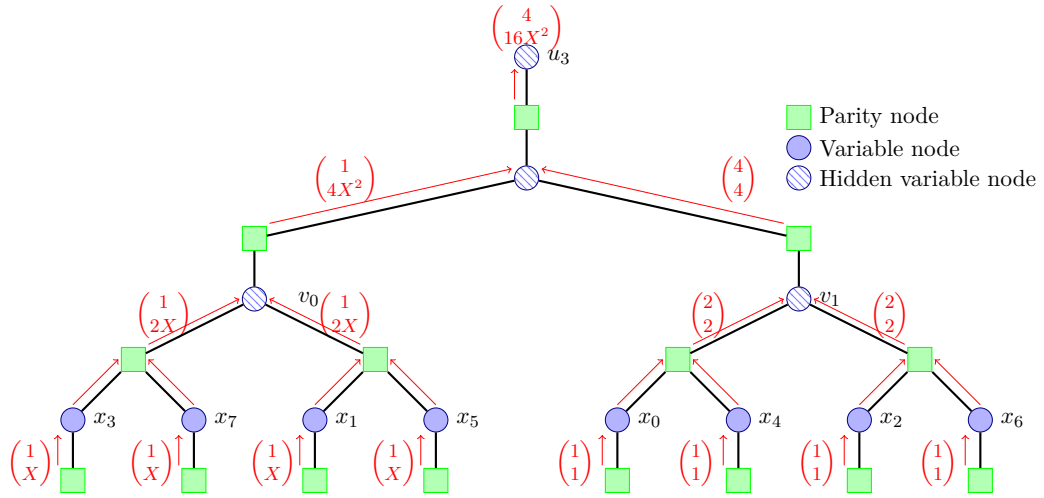 4
16X²
u₃
Parity node
Variable node
Hidden variable node
1
4X²
4
4
1
2X
v₀
1
2X
2
2
v₁
2
2
x₃
x₇
x₁
x₅
x₀
x₄
x₂
x₆
1
X
1
X
1
X
1
X
1
1
1
1
1
1
1
1